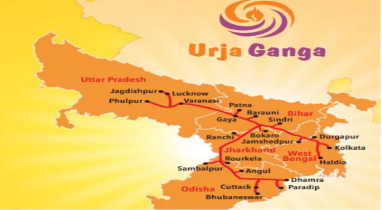 Urja Ganga
Uttar Pradesh
Jagdishpur
Lucknow
Phulpur
Varanasi
Patna
Barauni
Bihar
Gaya
Sindri
Ranchi
Bokaro
Durgapur
Jamshedpur
Kolkata
Jharkhand
West
Bengal
Haldia
Rourkela
Sambalpur
Angul
Dhamra
Odisha
Cuttack
Paradip
Bhubaneswar